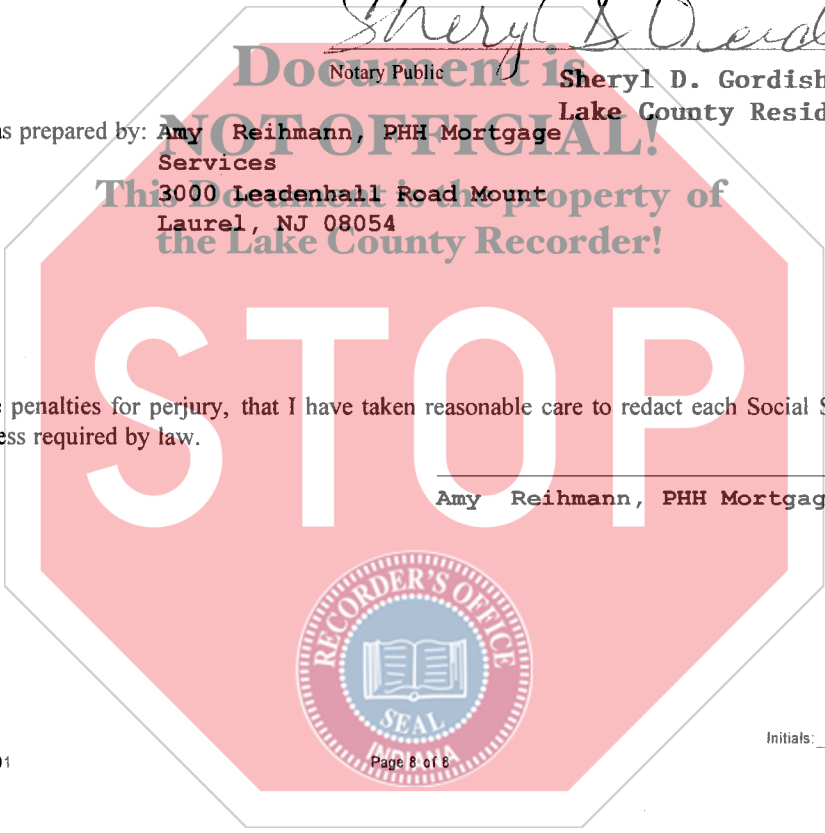 Sheryl D
Document is
Notary Public
Sheryl D. Gordish
Lake County Resid
s prepared by: Amy Reihmann, PHH Mortgage
NOT OFFICIAL!
Services
3000 Leadenhall Road Mount
This Document is the property of
Laurel, NJ 08054
the Lake County Recorder!
STOP
penalties for perjury, that I have taken reasonable care to redact each Social S
ess required by law.
Amy Reihmann, PHH Mortgag
RECORDER'S OFFICE
SEAL
INDIANA
Initials:
Page 8 of 8